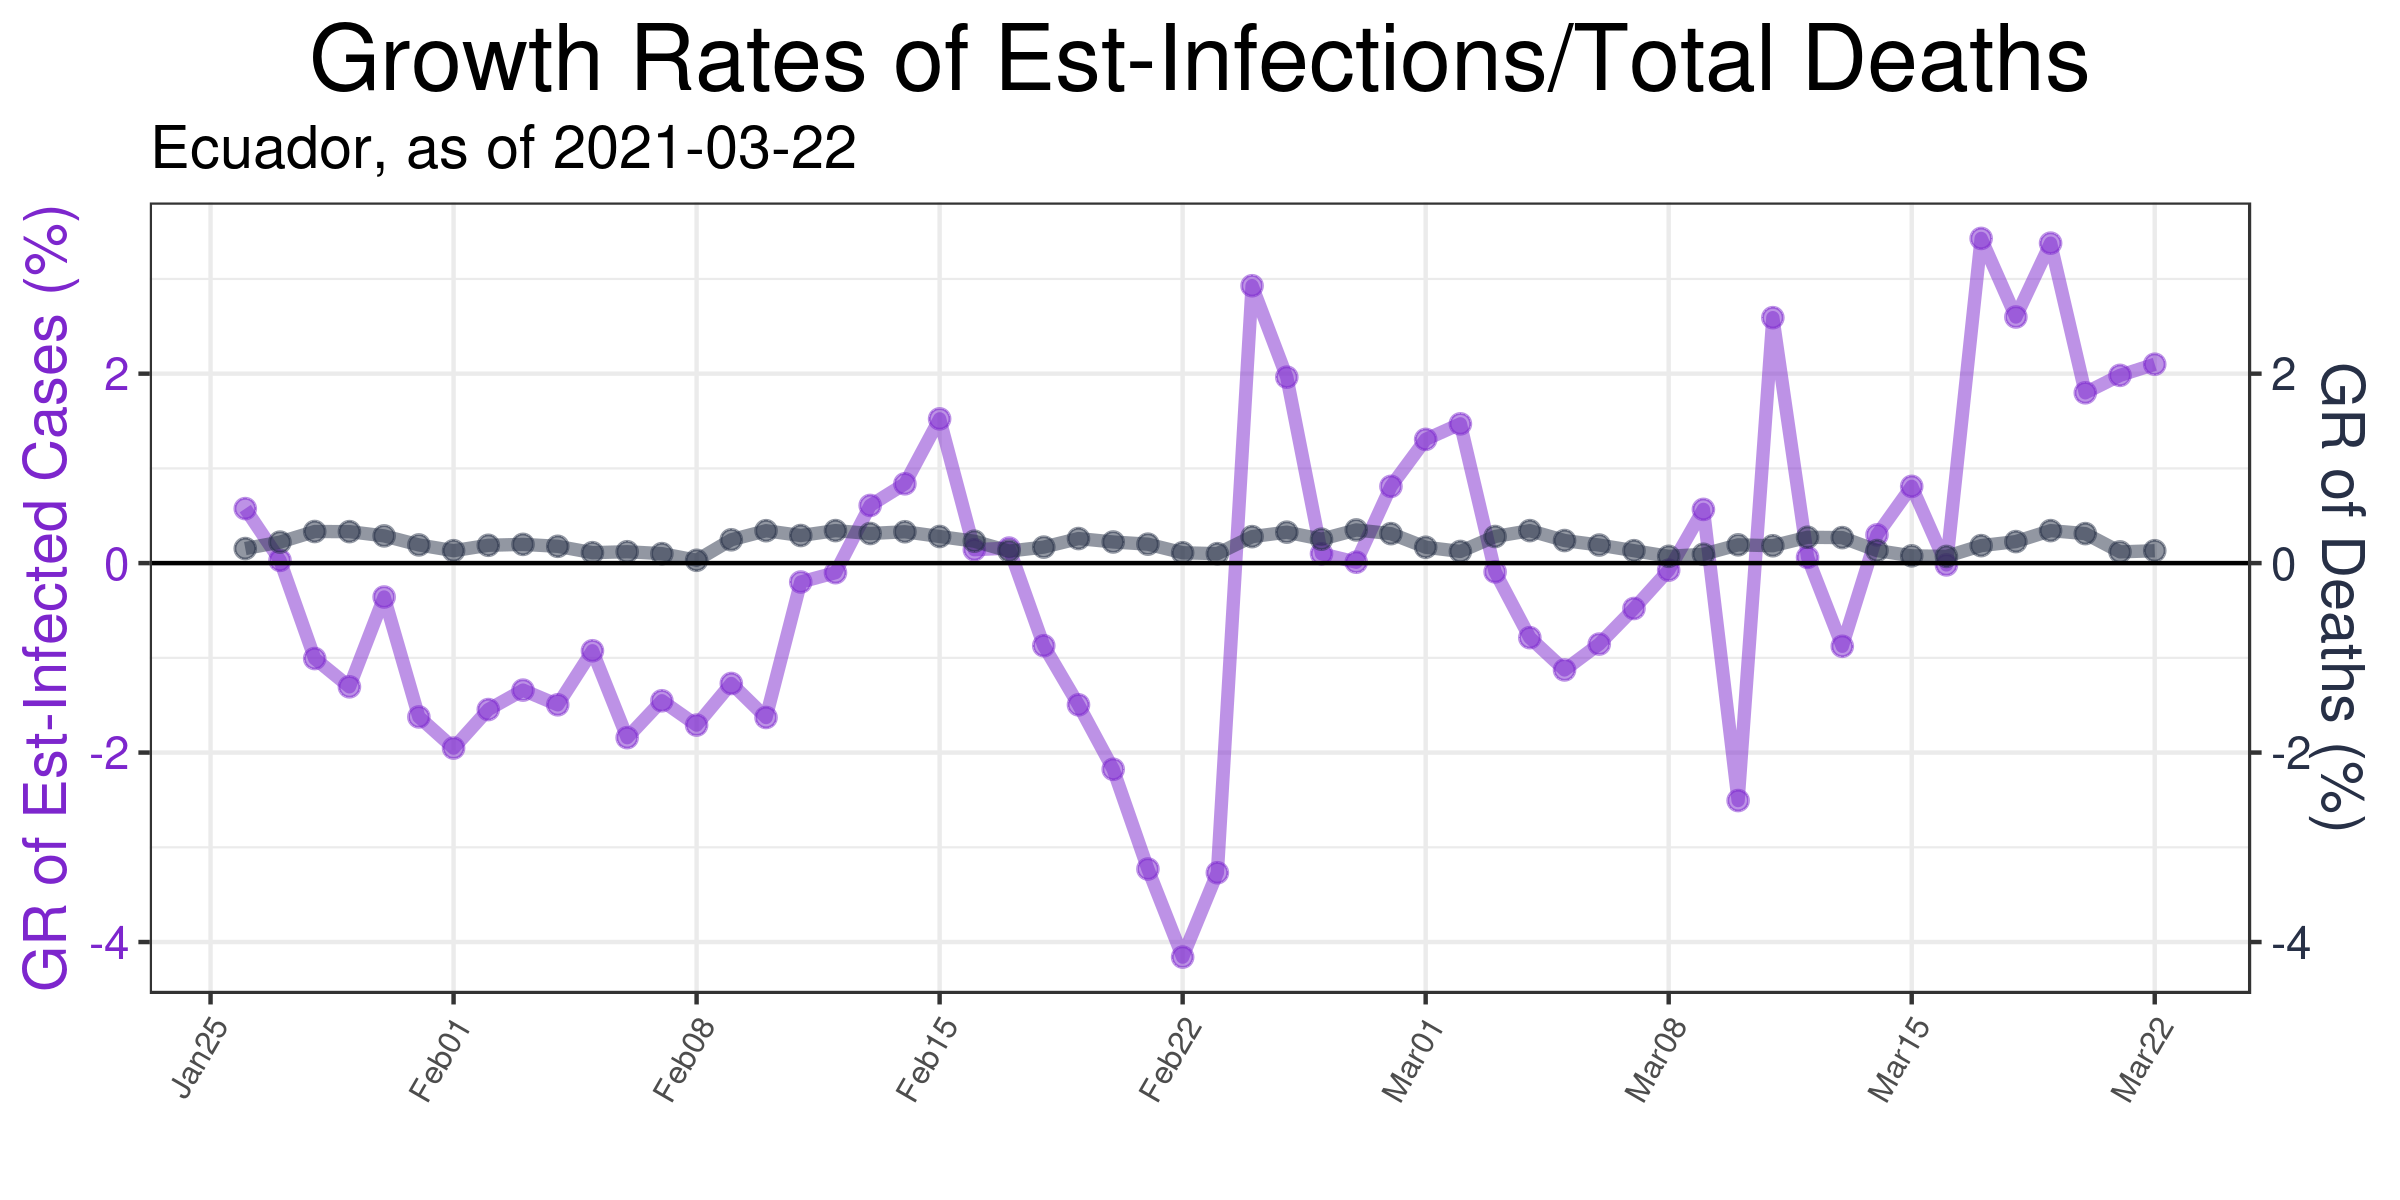 Growth Rates of Est-Infections/Total Deaths
Ecuador, as of 2021-03-22
GR of Est-Infected Cases (%)
2
0
-2
-4
2
0
-2
-4
GR of Deaths (%)
Jan25
Feb01
Feb08
Feb15
Feb22
Mar01
Mar08
Mar15
Mar22